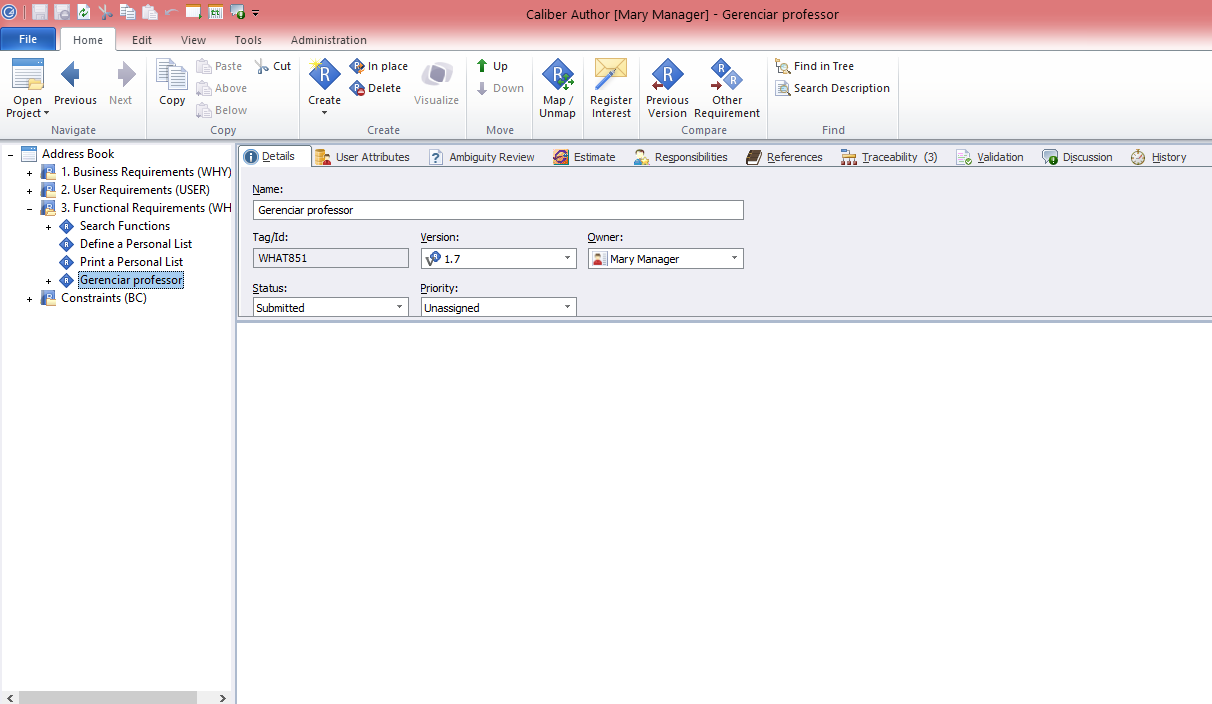 Caliber Author [Mary Manager] - Gerenciar professor
File Home Edit View Tools Administration
Open Project Previous Next
Navigate
Copy Paste Above Below Cut
Copy
Create In place Delete Visualize
Create
Up Down
Move
Map / Unmap
Register Interest
Previous Version Other Requirement
Compare
Find in Tree
Search Description
Find
Address Book
1. Business Requirements (WHY)
2. User Requirements (USER)
3. Functional Requirements (WH
Search Functions
Define a Personal List
Print a Personal List
Gerenciar professor
Constraints (BC)
Details User Attributes Ambiguity Review Estimate Responsibilities References Traceability (3) Validation Discussion History
Name:
Gerenciar professor
Tag/Id: Version: Owner:
WHAT851 1.7 Mary Manager
Status: Priority:
Submitted Unassigned